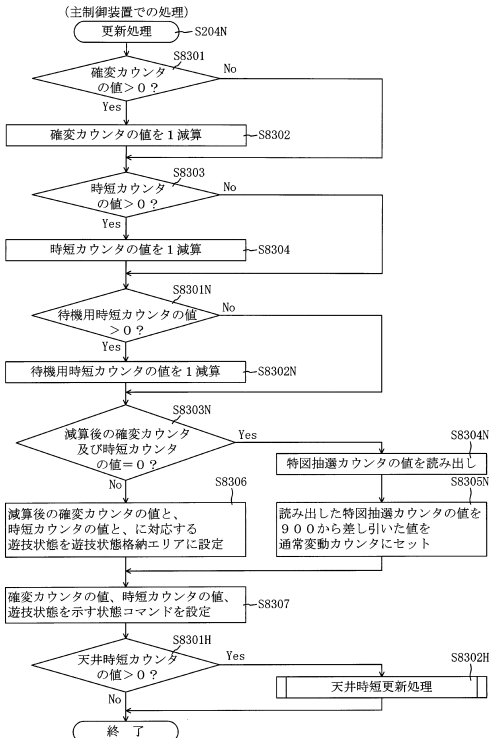 (主制御装置での処理)
更新処理
S204N
S8301
確変カウンタ
の値>0?
No
Yes
確変カウンタの値を1減算
S8302
S8303
時短カウンタ
の値>0?
No
Yes
時短カウンタの値を1減算
S8304
S8301N
待機用時短カウンタの値
>0?
No
Yes
待機用時短カウンタの値を1減算
S8302N
S8303N
減算後の確変カウンタ
及び時短カウンタ
の値=0?
Yes
No
S8304N
特図抽選カウンタの値を読み出し
S8305N
読み出した特図抽選カウンタの値を
900から差し引いた値を
通常変動カウンタにセット
S8306
減算後の確変カウンタの値と、
時短カウンタの値と、に対応する
遊技状態を遊技状態格納エリアに設定
確変カウンタの値、時短カウンタの値、
遊技状態を示す状態コマンドを設定
S8307
S8301H
天井時短カウンタ
の値>0?
Yes
No
S8302H
天井時短更新処理
終 了